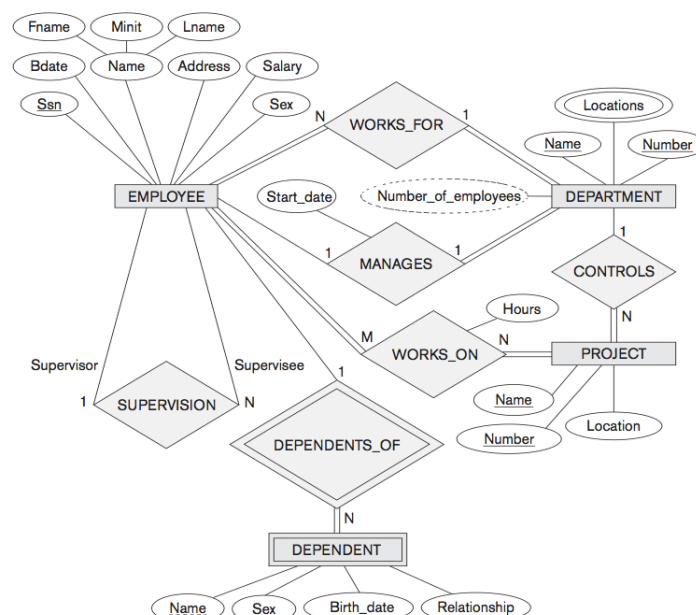 Fname
Minit
Lname
Bdate
Name
Address
Salary
Ssn
Sex
N
WORKS_FOR
1
Locations
Name
Number
EMPLOYEE
Start_date
Number_of_employees
DEPARTMENT
1
MANAGES
1
1
CONTROLS
N
Hours
M
WORKS_ON
N
PROJECT
Supervisor
Supervisee
1
SUPERVISION
N
1
Name
Number
Location
DEPENDENTS_OF
N
DEPENDENT
Name
Sex
Birth_date
Relationship